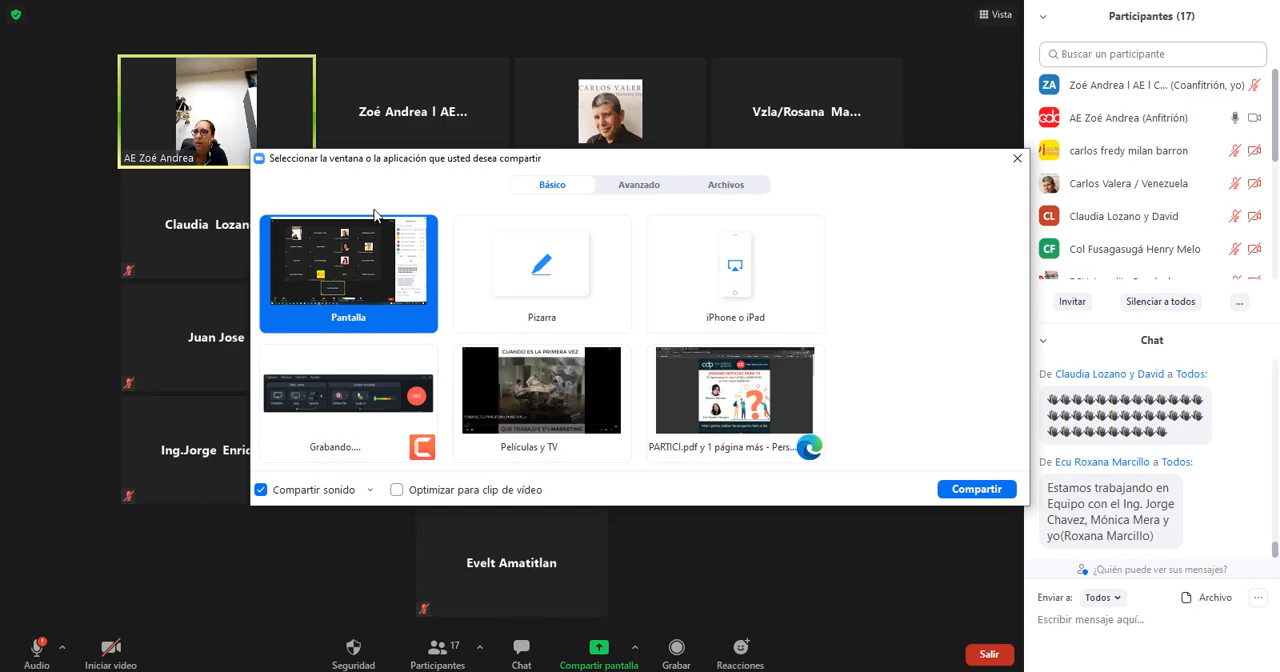 Vista
AE Zoé Andrea
Zoé Andrea l AE...
CARLOS VALER
Vzla/Rosana Ma...
Claudia Lozan
Juan Jose
Ing.Jorge Enric
Evelt Amatitlan
Seleccionar la ventana o la aplicación que usted desea compartir
Básico
Avanzado
Archivos
Pantalla
Pizarra
iPhone o iPad
Grabando....
CUANDO ES LA PRIMERA VEZ
Películas y TV
PARTICI.pdf y 1 página más - Pers...
Compartir sonido
Optimizar para clip de vídeo
Compartir
Audio
Iniciar video
Seguridad
17
Participantes
Chat
Compartir pantalla
Grabar
Reacciones
Salir
Participantes (17)
Buscar un participante
ZA
Zoé Andrea l AE l C... (Coanfitrión, yo)
AE Zoé Andrea (Anfitrión)
carlos fredy milan barron
Carlos Valera / Venezuela
CL
Claudia Lozano y David
CF
Col Fusagasugá Henry Melo
Invitar
Silenciar a todos
...
Chat
De Claudia Lozano y David a Todos:
De Ecu Roxana Marcillo a Todos:
Estamos trabajando en
Equipo con el Ing. Jorge
Chavez, Mónica Mera y
yo(Roxana Marcillo)
¿Quién puede ver sus mensajes?
Enviar a:
Todos
Archivo
...
Escribir mensaje aquí...